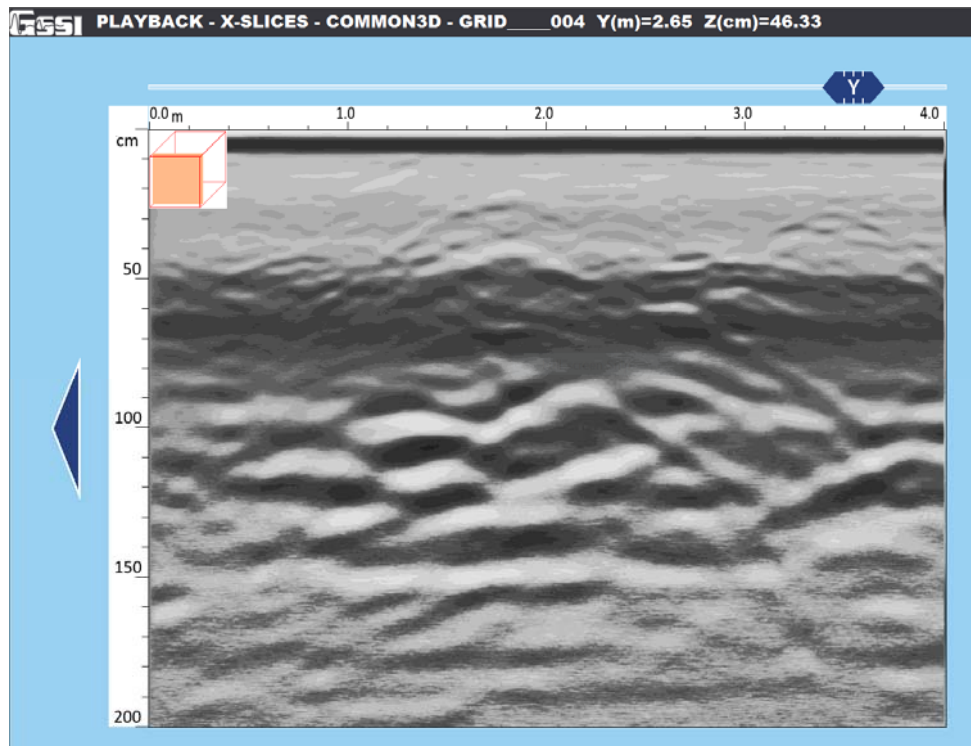 GSSI PLAYBACK - X-SLICES - COMMON3D - GRID____004 Y(m)=2.65 Z(cm)=46.33
Y
0.0 m 1.0 2.0 3.0 4.0
cm
50
100
150
200